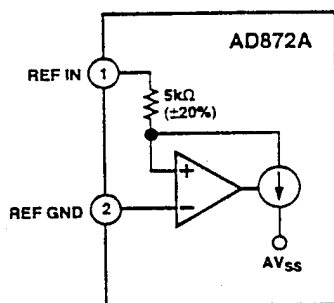 AD872A
REF IN
1
5kΩ
(±20%)
+
−
REF GND
2
AVSS